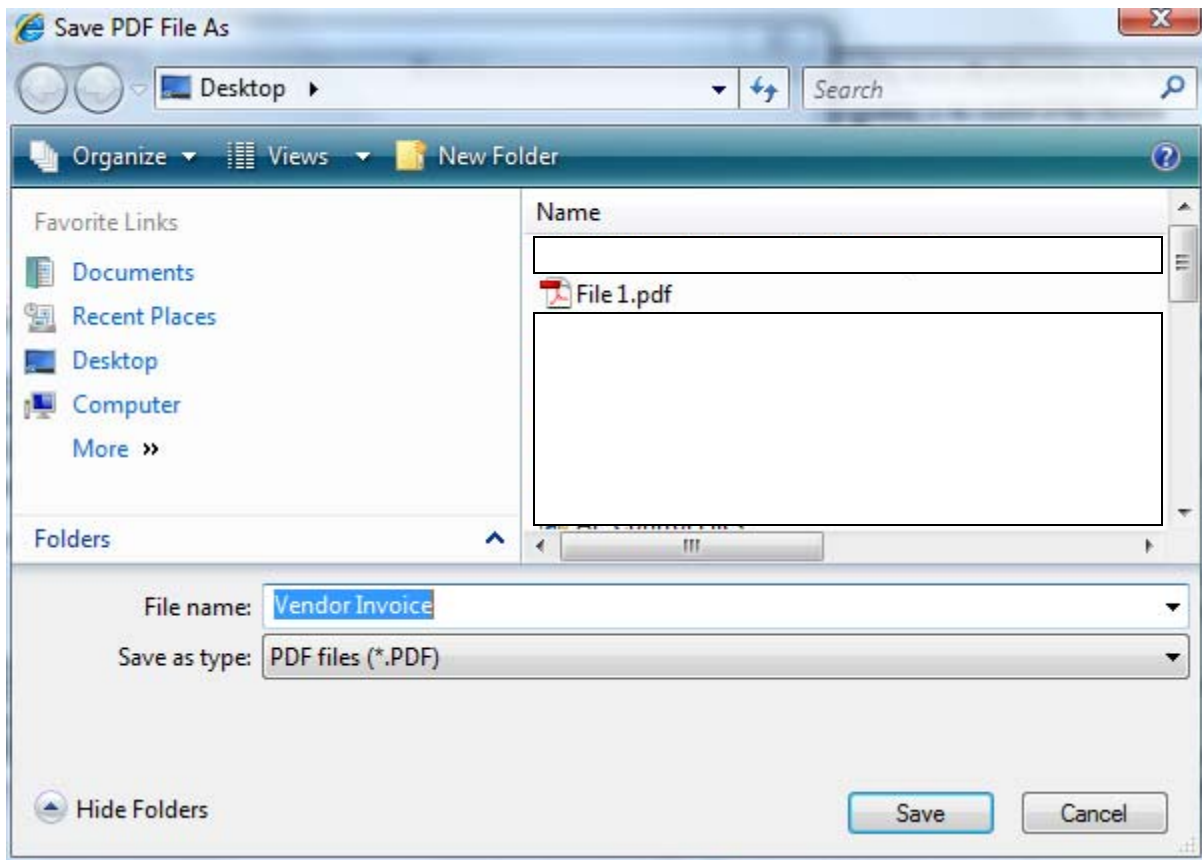 Save PDF File As
Desktop
Search
Organize Views New Folder
Favorite Links
Documents
Recent Places
Desktop
Computer
More »
Folders
Name
File 1.pdf
File name: Vendor Invoice
Save as type: PDF files (*.PDF)
Hide Folders
Save Cancel